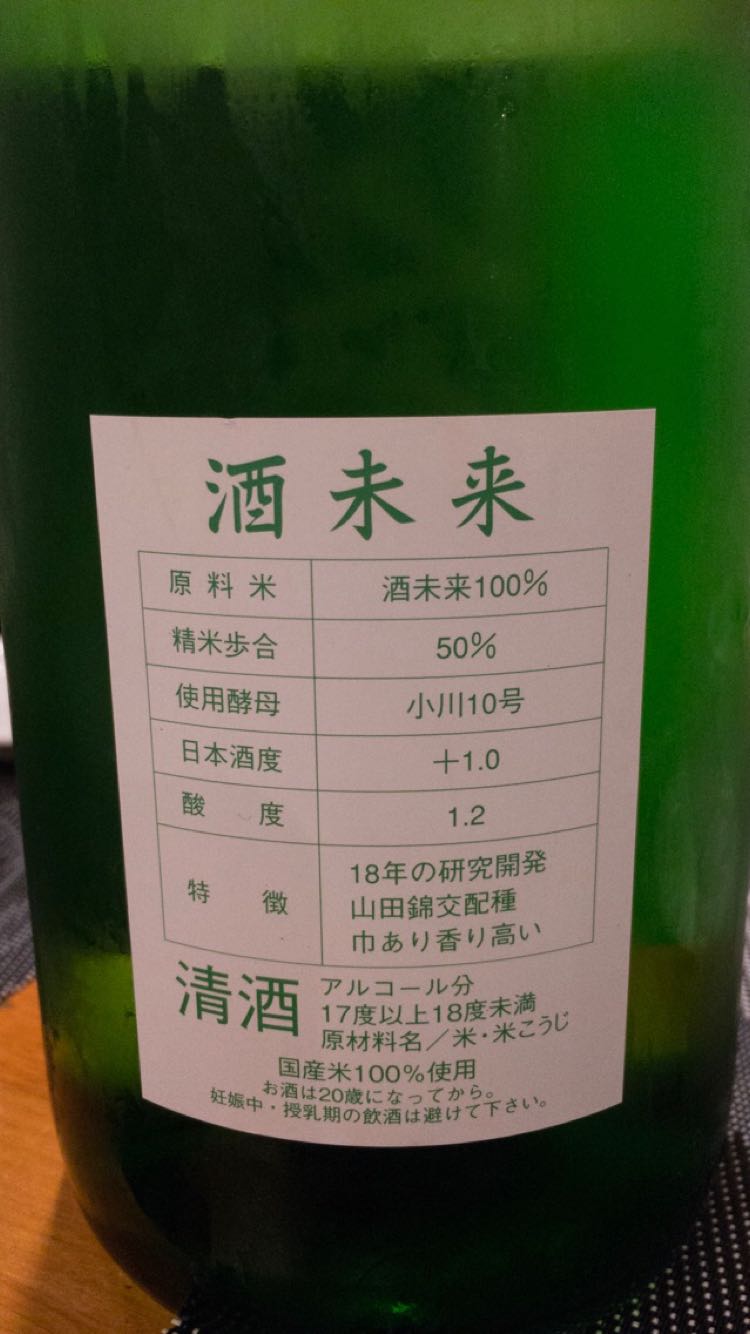 酒未来
原料米 酒未来100%
精米歩合 50%
使用酵母 小川10号
日本酒度 +1.0
酸度 1.2
特徴 18年の研究開発
山田錦交配種
巾あり香り高い
清酒 アルコール分
17度以上18度未満
原材料名/米・米こうじ
国産米100%使用
お酒は20歳になってから。
妊娠中・授乳期の飲酒は避けて下さい。